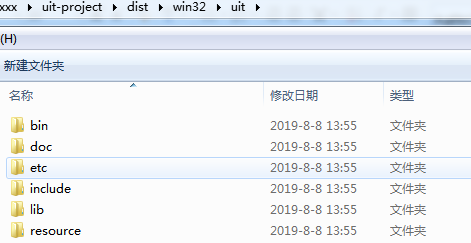 xxx ▸ uit-project ▸ dist ▸ win32 ▸ uit ▸
(H)
新建文件夹
名称 修改日期 类型
bin 2019-8-8 13:55 文件夹
doc 2019-8-8 13:55 文件夹
etc 2019-8-8 13:55 文件夹
include 2019-8-8 13:55 文件夹
lib 2019-8-8 13:55 文件夹
resource 2019-8-8 13:55 文件夹